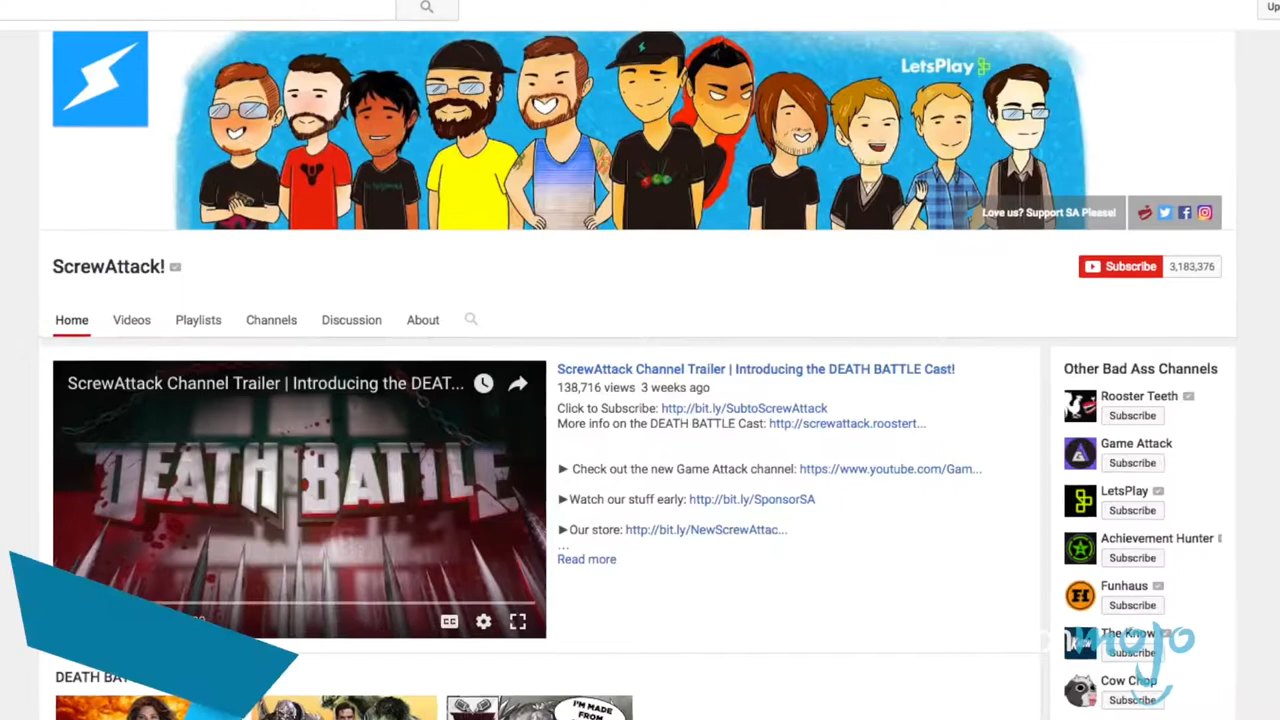 Up
LetsPlay
Love us? Support SA Please!
ScrewAttack!
Subscribe 3,183,376
Home Videos Playlists Channels Discussion About
ScrewAttack Channel Trailer | Introducing the DEAT...
DEATH BATTLE
CC
ScrewAttack Channel Trailer | Introducing the DEATH BATTLE Cast!
138,716 views 3 weeks ago
Click to Subscribe: http://bit.ly/SubtoScrewAttack
More info on the DEATH BATTLE Cast: http://screwattack.roostert...
► Check out the new Game Attack channel: https://www.youtube.com/Gam...
►Watch our stuff early: http://bit.ly/SponsorSA
►Our store: http://bit.ly/NewScrewAttac...
...
Read more
Other Bad Ass Channels
Rooster Teeth
Subscribe
Game Attack
Subscribe
LetsPlay
Subscribe
Achievement Hunter
Subscribe
Funhaus
Subscribe
The Know
Subscribe
Cow Chop
Subscribe
mojo
DEATH BAT
I'M MADE
FROM